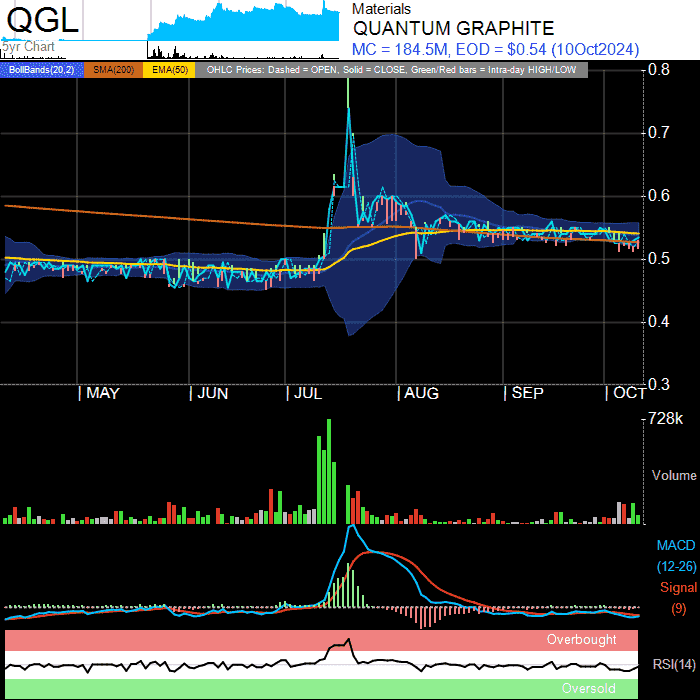 QGL
5yr Chart
Materials
QUANTUM GRAPHITE
MC = 184.5M, EOD = $0.54 (10Oct2024)
BollBands(20,2) SMA(200) EMA(50) OHLC Prices: Dashed = OPEN, Solid = CLOSE, Green/Red bars = Intra-day HIGH/LOW
0.8
0.7
0.6
0.5
0.4
0.3
| MAY | JUN | JUL | AUG | SEP | OCT
728k
Volume
MACD
(12-26)
Signal
(9)
Overbought
RSI(14)
Oversold